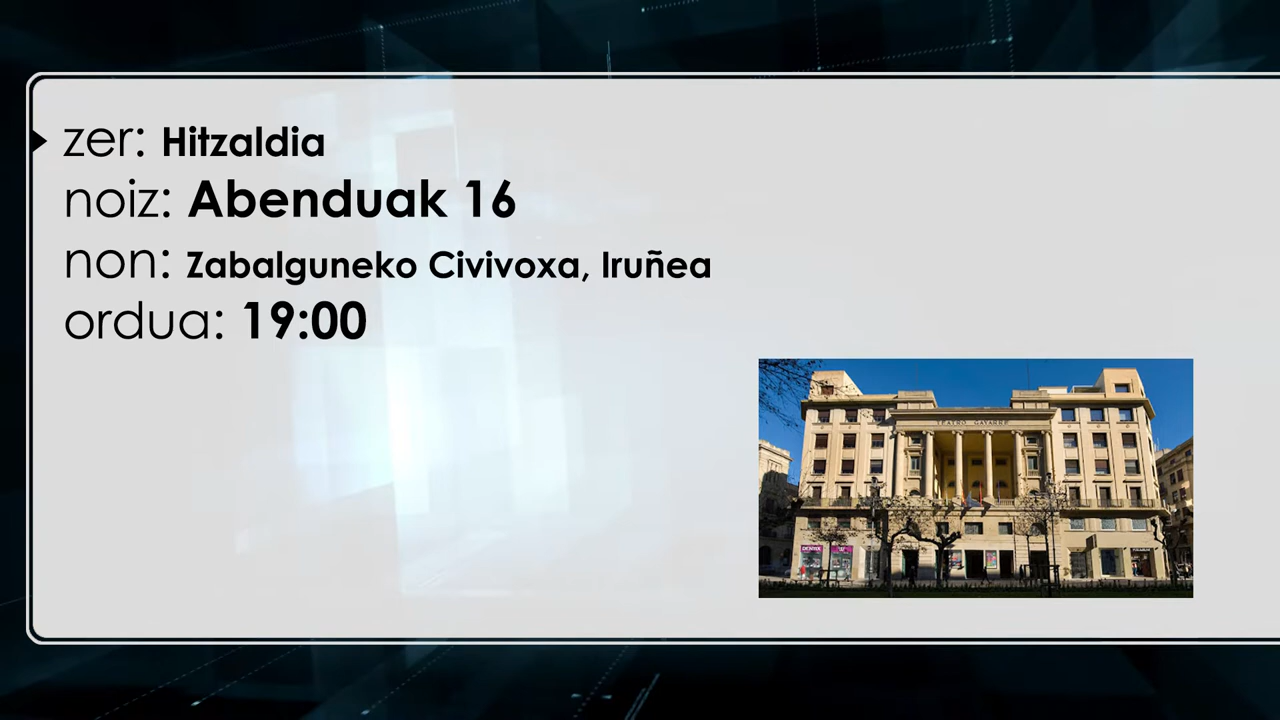 zer: Hitzaldia
noiz: Abenduak 16
non: Zabalguneko Civivoxa, Iruñea
ordua: 19:00
TEATRO GAYARRE